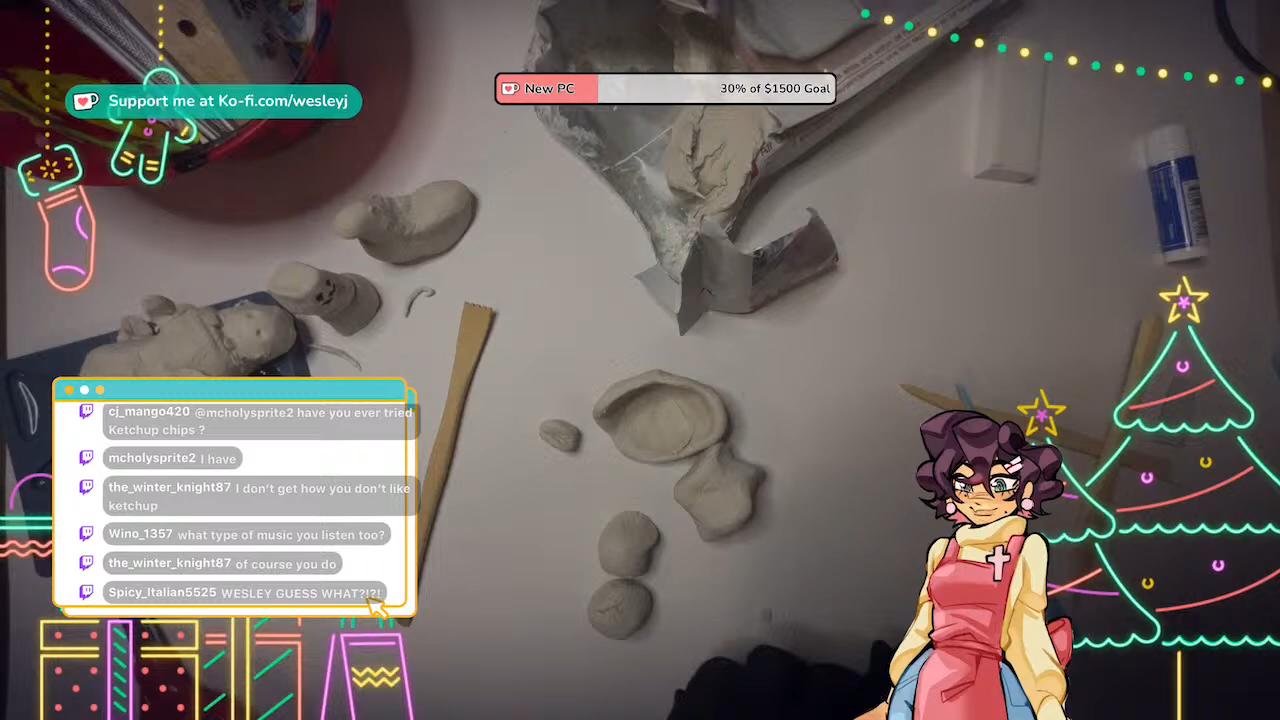 Support me at Ko-fi.com/wesleyj
New PC
30% of $1500 Goal
cj_mango420 @mcholysprite2 have you ever tried
Ketchup chips ?
mcholysprite2 I have
the_winter_knight87 I don't get how you don't like
ketchup
Wino_1357 what type of music you listen too?
the_winter_knight87 of course you do
Spicy_Italian5525 WESLEY GUESS WHAT?!?!